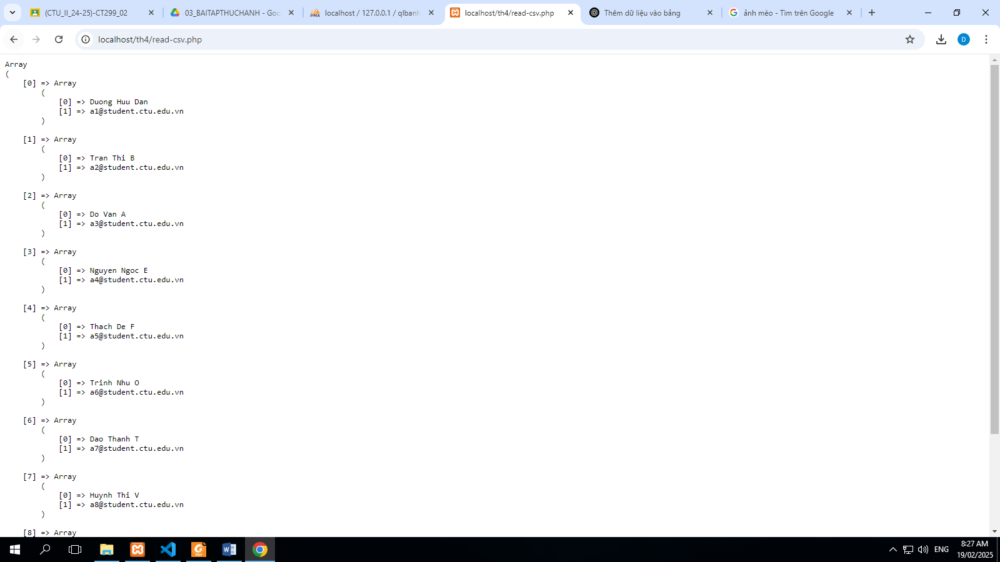 (CTU_II_24-25)-CT299_02
03_BAITAPTHUCHANH - Goo
localhost / 127.0.0.1 / qlbanh
localhost/th4/read-csv.php
Thêm dữ liệu vào bảng
ảnh mèo - Tìm trên Google
localhost/th4/read-csv.php
D
Array
(
[0] => Array
(
[0] => Duong Huu Dan
[1] => a1@student.ctu.edu.vn
)
[1] => Array
(
[0] => Tran Thi B
[1] => a2@student.ctu.edu.vn
)
[2] => Array
(
[0] => Do Van A
[1] => a3@student.ctu.edu.vn
)
[3] => Array
(
[0] => Nguyen Ngoc E
[1] => a4@student.ctu.edu.vn
)
[4] => Array
(
[0] => Thach De F
[1] => a5@student.ctu.edu.vn
)
[5] => Array
(
[0] => Trinh Nhu O
[1] => a6@student.ctu.edu.vn
)
[6] => Array
(
[0] => Dao Thanh T
[1] => a7@student.ctu.edu.vn
)
[7] => Array
(
[0] => Huynh Thi V
[1] => a8@student.ctu.edu.vn
)
[8] => Array
ENG
8:27 AM
19/02/2025